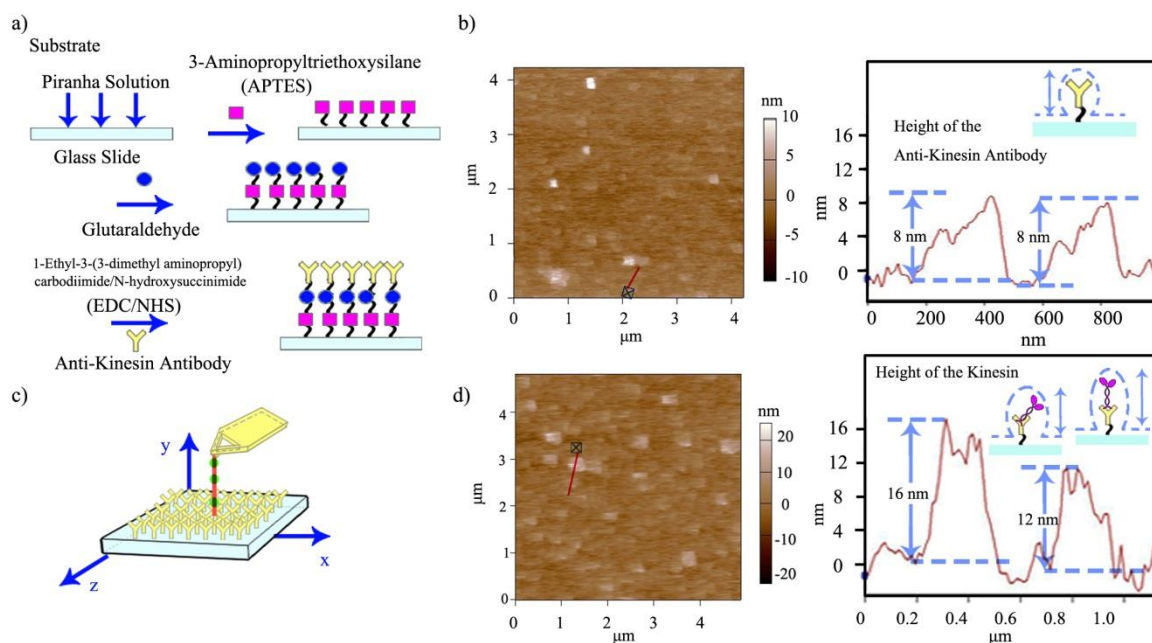 a)
Substrate
Piranha Solution
Glass Slide
3-Aminopropyltriethoxysilane
(APTES)
Glutaraldehyde
1-Ethyl-3-(3-dimethyl aminopropyl)
carbodiimide/N-hydroxysuccinimide
(EDC/NHS)
Anti-Kinesin Antibody
b)
μm
4
3
2
1
0
0 1 2 3 4
μm
nm
10
5
0
-5
-10
nm
16
12
8
4
0
Height of the
Anti-Kinesin Antibody
8 nm
8 nm
0 200 400 600 800
nm
c)
y
x
z
d)
μm
4
3
2
1
0
0 1 2 3 4
μm
nm
20
10
0
-10
-20
nm
16
12
8
4
0
Height of the Kinesin
16 nm
12 nm
0 0.2 0.4 0.6 0.8 1.0
μm